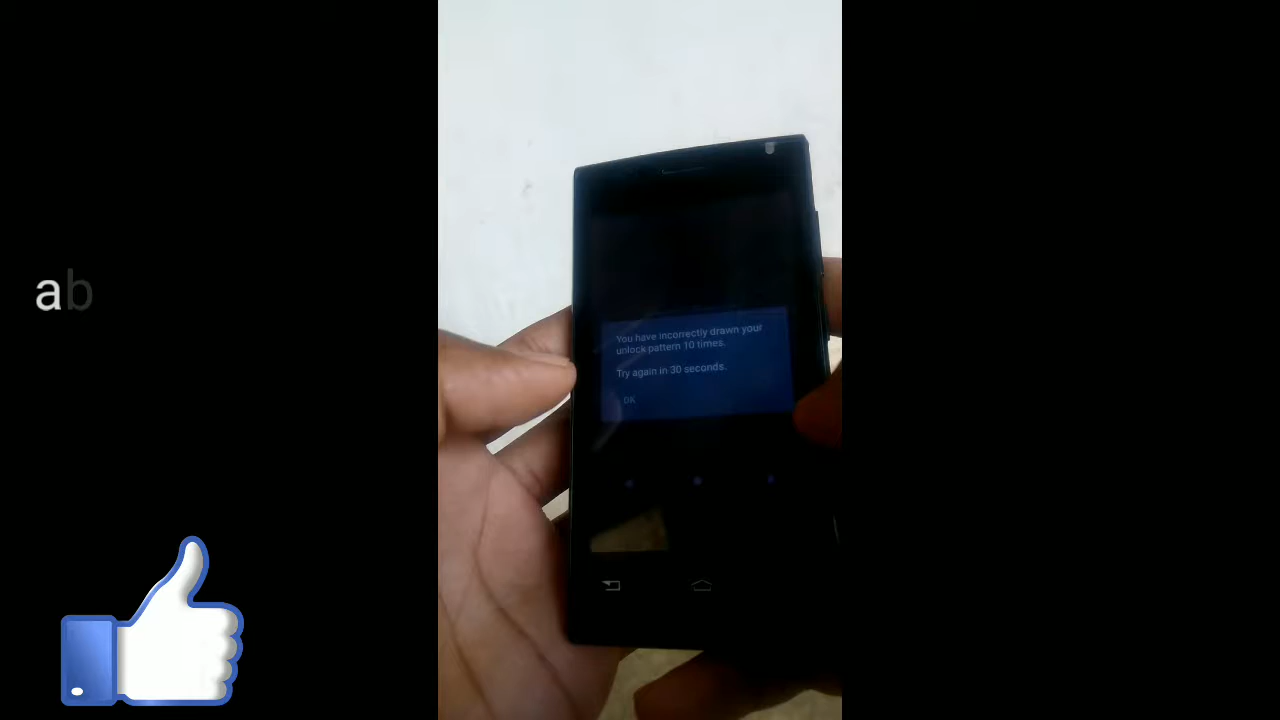 ab
You have incorrectly drawn your
unlock pattern 10 times.
Try again in 30 seconds.
OK